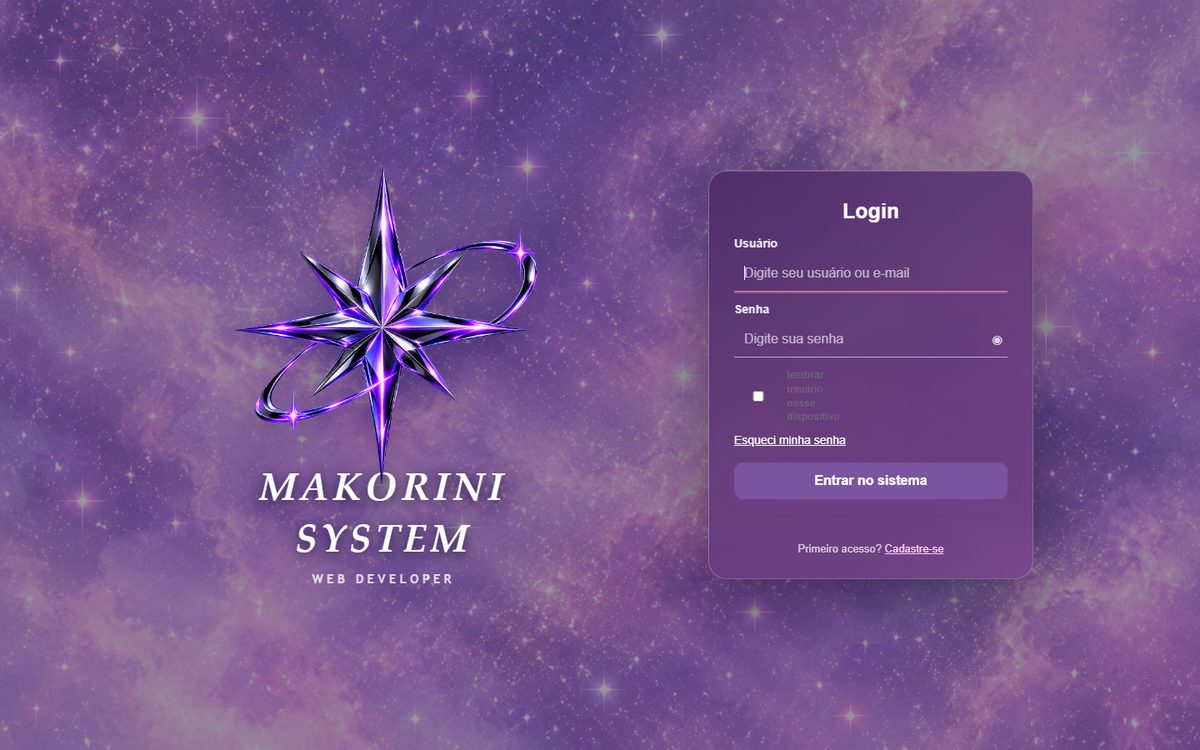 MAKORINI
SYSTEM
WEB DEVELOPER
Login
Usuário
Digite seu usuário ou e-mail
Senha
Digite sua senha
lembrar
usuário
nesse
dispositivo
Esqueci minha senha
Entrar no sistema
Primeiro acesso? Cadastre-se